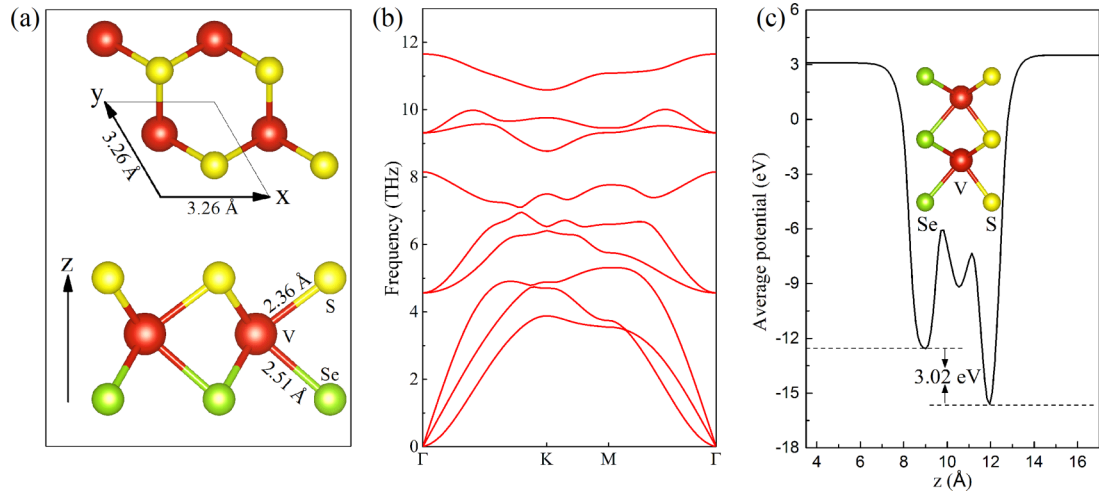 (a)
y
3.26 Å
x
3.26 Å
z
2.36 Å
S
V
Se
2.51 Å
(b)
Frequency (THz)
12
10
8
6
4
2
0
Γ
K
M
Γ
(c)
Average potential (eV)
6
3
0
-3
-6
-9
-12
-15
-18
V
Se
S
3.02 eV
4
6
8
10
12
14
16
z (Å)